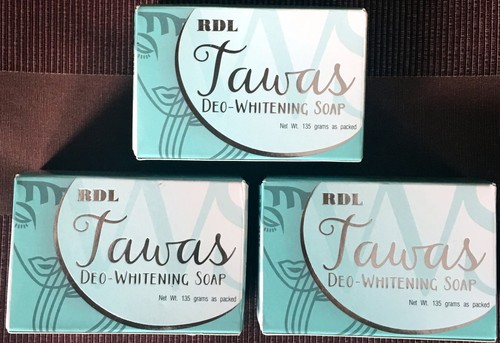 RDL
Tawas
DEO-WHITENING SOAP
Net Wt. 135 grams as packed
RDL
Tawas
DEO-WHITENING SOAP
Net Wt. 135 grams as packed
RDL
Tawas
DEO-WHITENING SOAP
Net Wt. 135 grams as packed